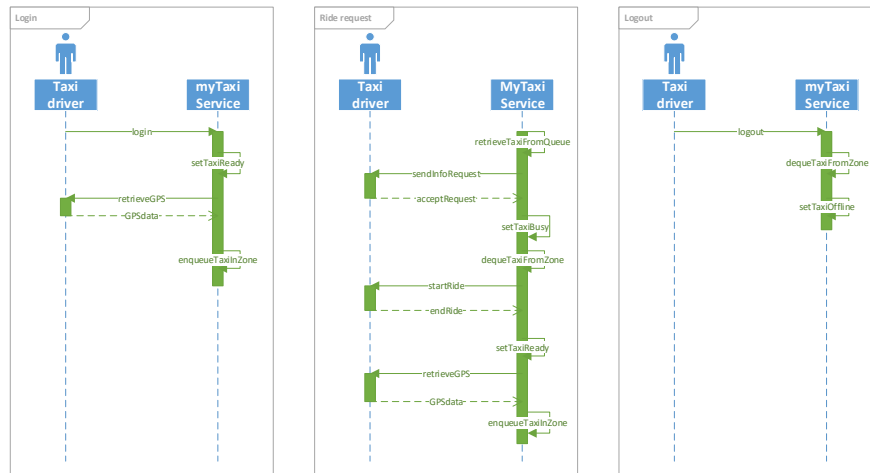 Login
Taxi
driver
myTaxi
Service
login
setTaxiReady
retrieveGPS
GPSdata
enqueueTaxiInZone
Ride request
Taxi
driver
MyTaxi
Service
retrieveTaxiFromQueue
sendInfoRequest
acceptRequest
setTaxiBusy
dequeTaxiFromZone
startRide
endRide
setTaxiReady
retrieveGPS
GPSdata
enqueueTaxiInZone
Logout
Taxi
driver
myTaxi
Service
logout
dequeTaxiFromZone
setTaxiOffline